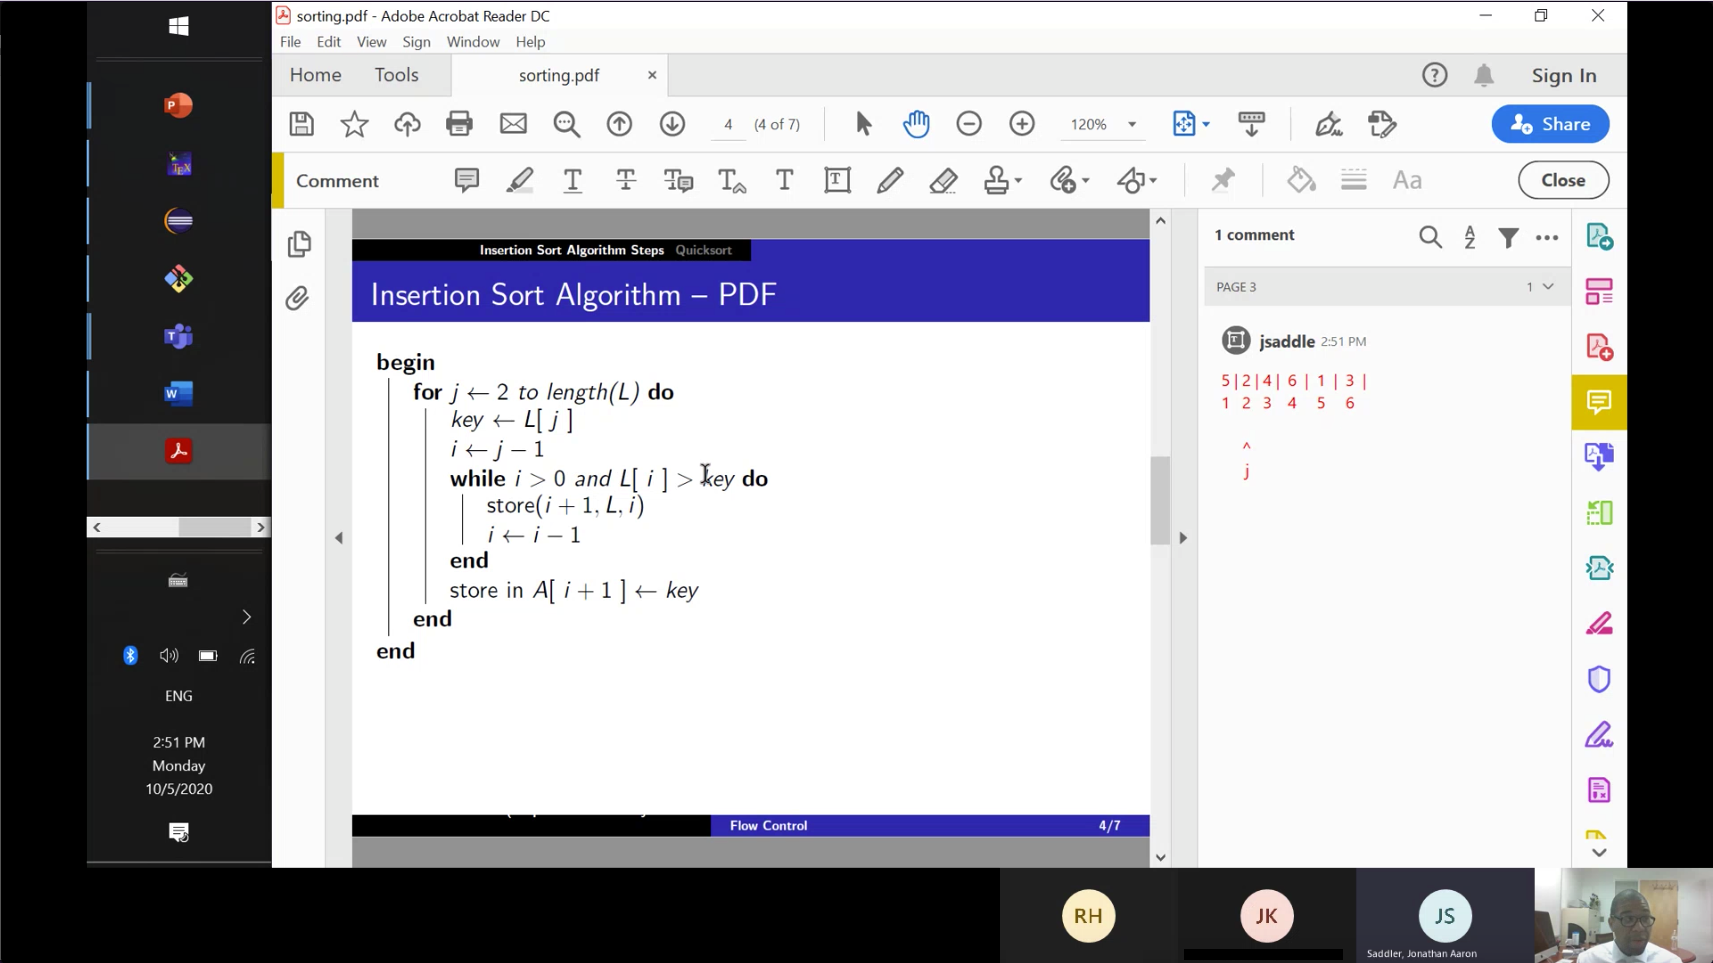 sorting.pdf - Adobe Acrobat Reader DC
File Edit View Sign Window Help
Home Tools sorting.pdf Sign In
4 (4 of 7) 120% Share
Comment Aa Close
P
TEX
T
W
Insertion Sort Algorithm Steps Quicksort
Insertion Sort Algorithm – PDF
begin
for j ← 2 to length(L) do
key ← L[ j ]
i ← j − 1
while i > 0 and L[ i ] > key do
store(i + 1, L, i)
i ← i − 1
end
store in A[ i + 1 ] ← key
end
end
Flow Control 4/7
1 comment
PAGE 3 1
jsaddle 2:51 PM
5|2|4| 6 | 1 | 3 |
1 2 3 4 5 6
^
j
ENG
2:51 PM
Monday
10/5/2020
RH JK JS
Saddler, Jonathan Aaron